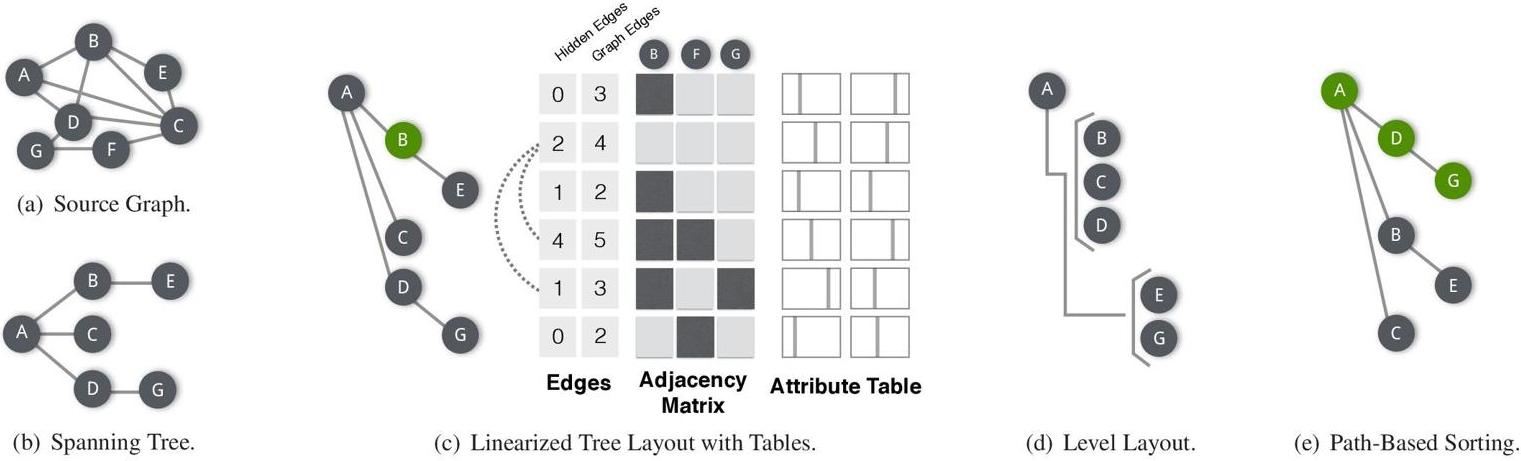 B
A
E
D
C
G
F
(a) Source Graph.
B
E
A
C
D
G
(b) Spanning Tree.
Hidden Edges
Graph Edges
B F G
A
0 3
B
2 4
E
1 2
C
4 5
D
1 3
G
0 2
Edges
Adjacency
Matrix
Attribute Table
(c) Linearized Tree Layout with Tables.
A
B
C
D
E
G
(d) Level Layout.
A
D
G
B
E
C
(e) Path-Based Sorting.